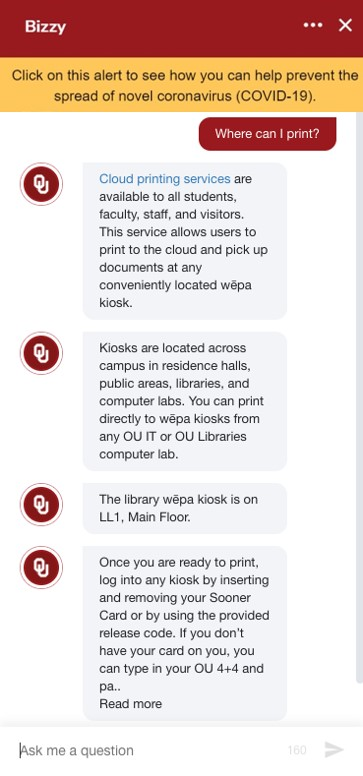 Bizzy
Click on this alert to see how you can help prevent the
spread of novel coronavirus (COVID-19).
Where can I print?
Cloud printing services are
available to all students,
faculty, staff, and visitors.
This service allows users to
print to the cloud and pick up
documents at any
conveniently located wēpa
kiosk.
Kiosks are located across
campus in residence halls,
public areas, libraries, and
computer labs. You can print
directly to wēpa kiosks from
any OU IT or OU Libraries
computer lab.
The library wēpa kiosk is on
LL1, Main Floor.
Once you are ready to print,
log into any kiosk by inserting
and removing your Sooner
Card or by using the provided
release code. If you don’t
have your card on you, you
can type in your OU 4+4 and
pa..
Read more
Ask me a question
160